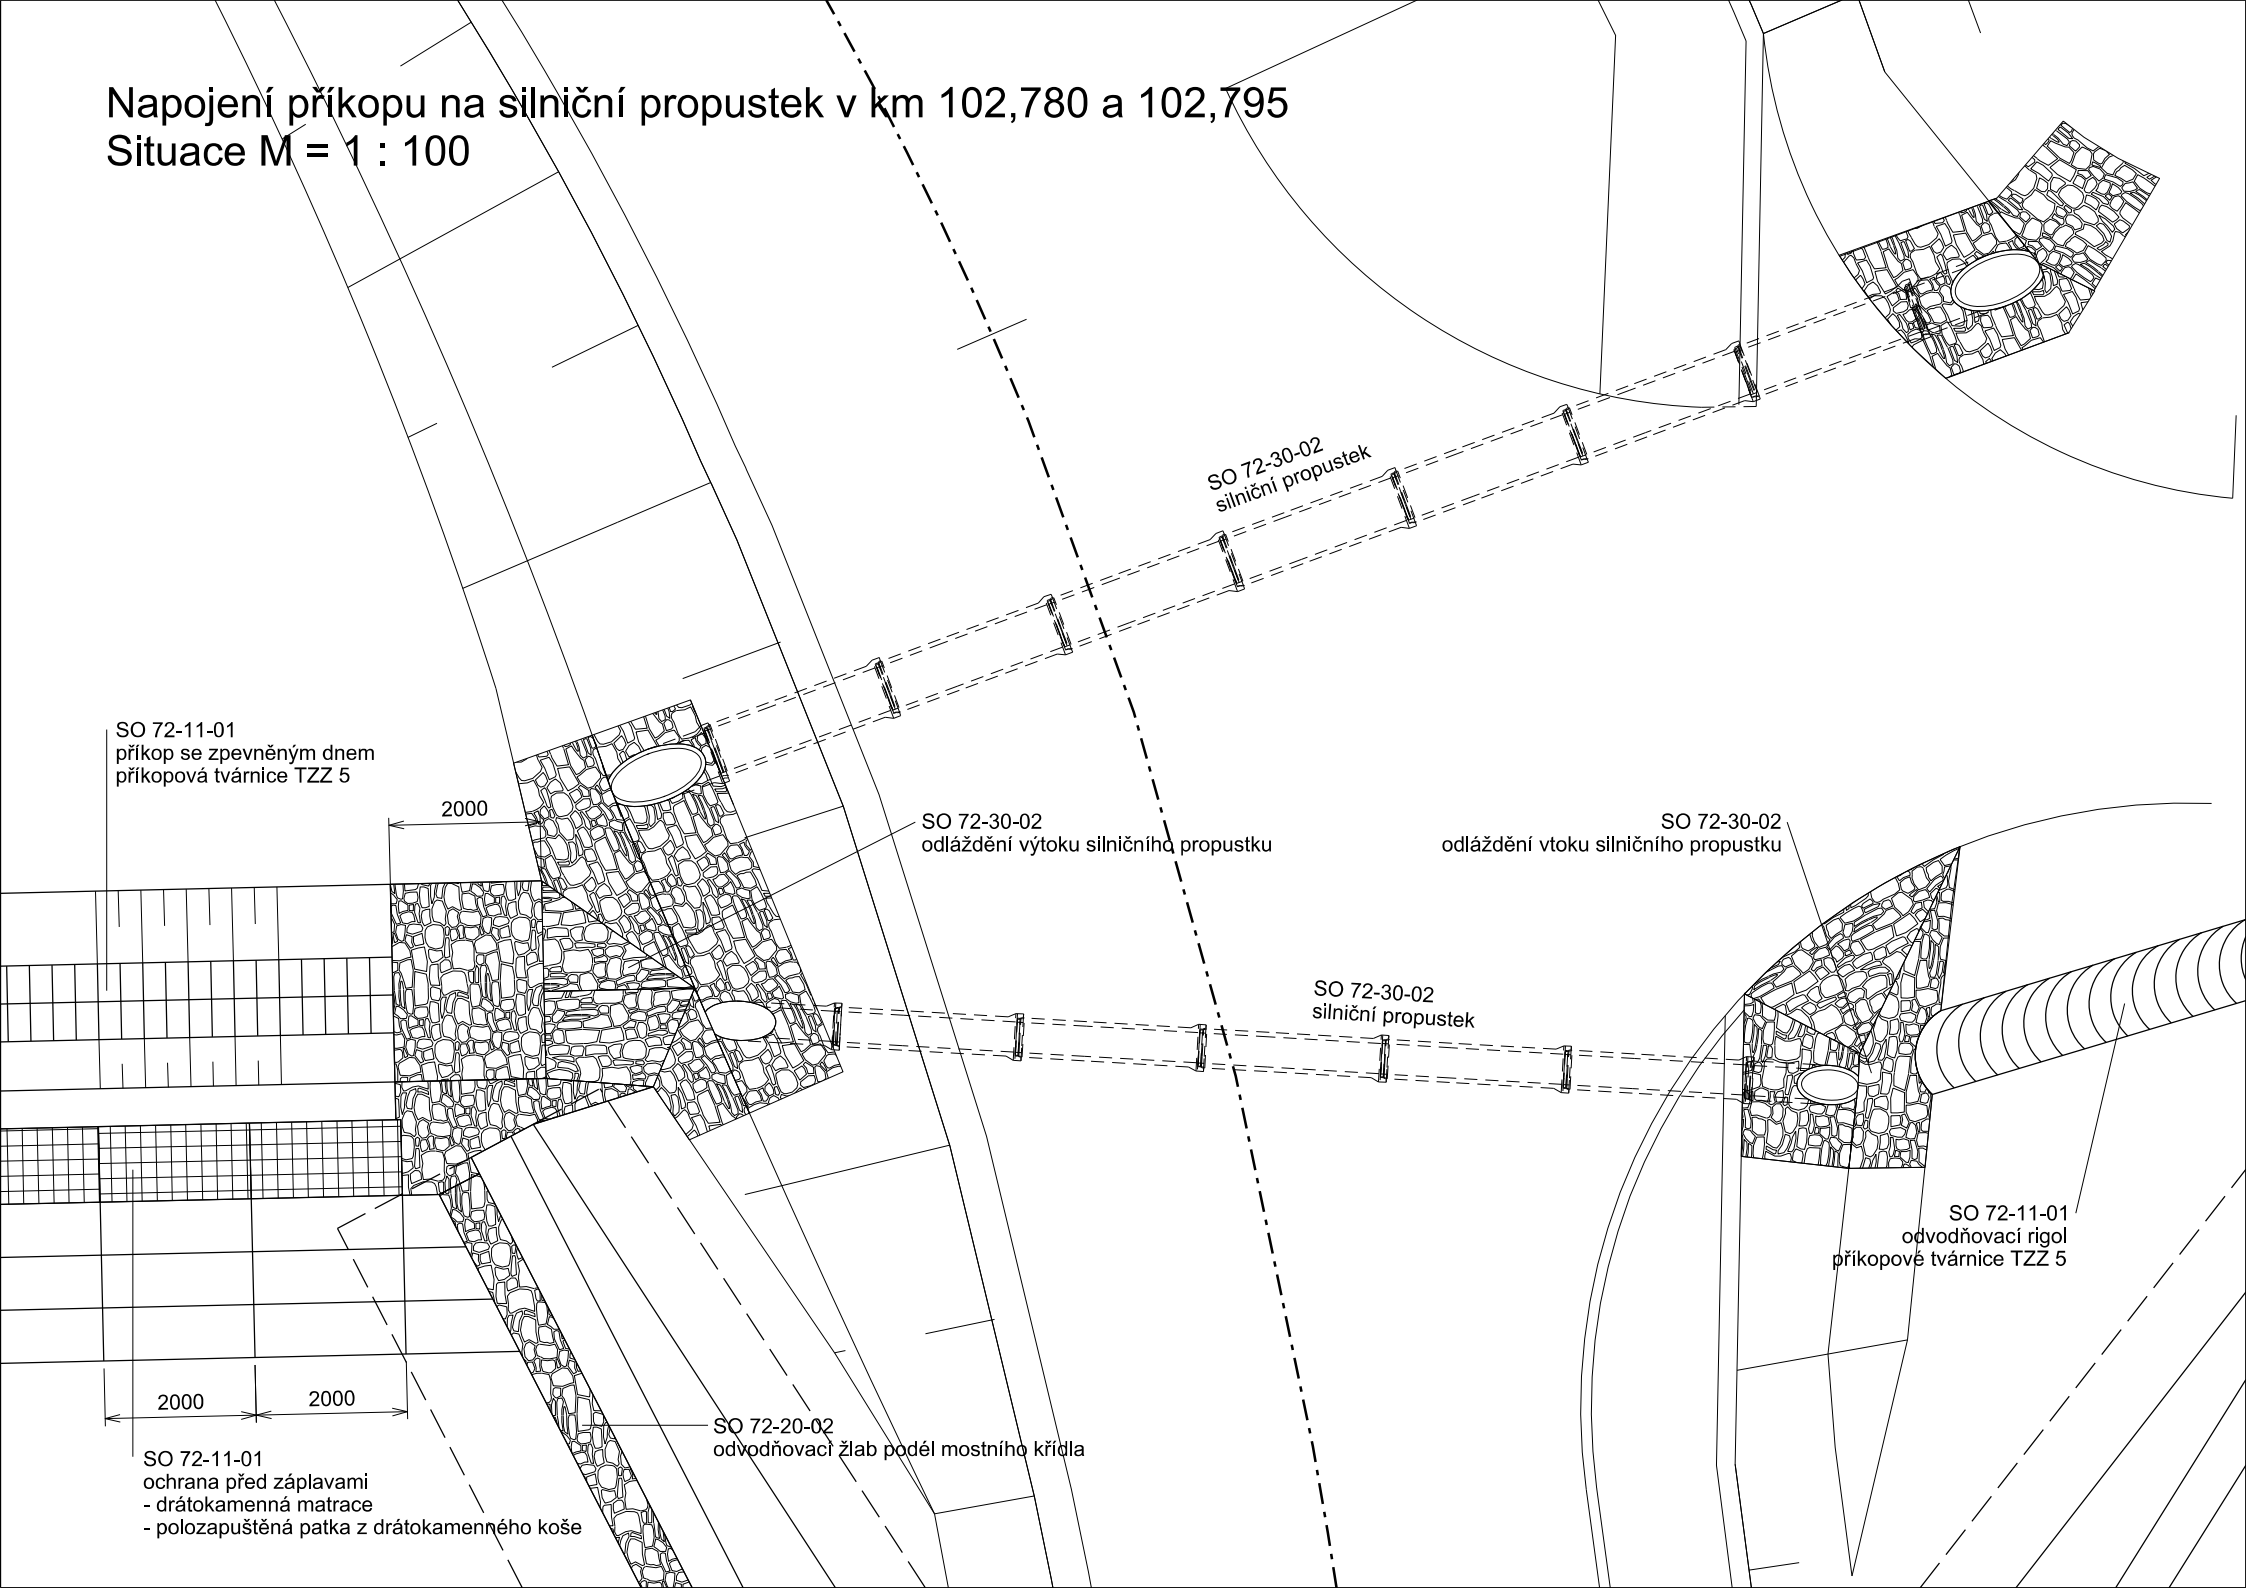 Napojení příkopu na silniční propustek v km 102,780 a 102,795
Situace M = 1 : 100
SO 72-30-02
silniční propustek
SO 72-11-01
příkop se zpevněným dnem
příkopová tvárnice TZZ 5
2000
SO 72-30-02
odláždění výtoku silničního propustku
SO 72-30-02
odláždění vtoku silničního propustku
SO 72-30-02
silniční propustek
SO 72-11-01
odvodňovací rigol
příkopové tvárnice TZZ 5
2000
2000
SO 72-20-02
odvodňovací žlab podél mostního křídla
SO 72-11-01
ochrana před záplavami
- drátokamenná matrace
- polozapuštěná patka z drátokamenného koše